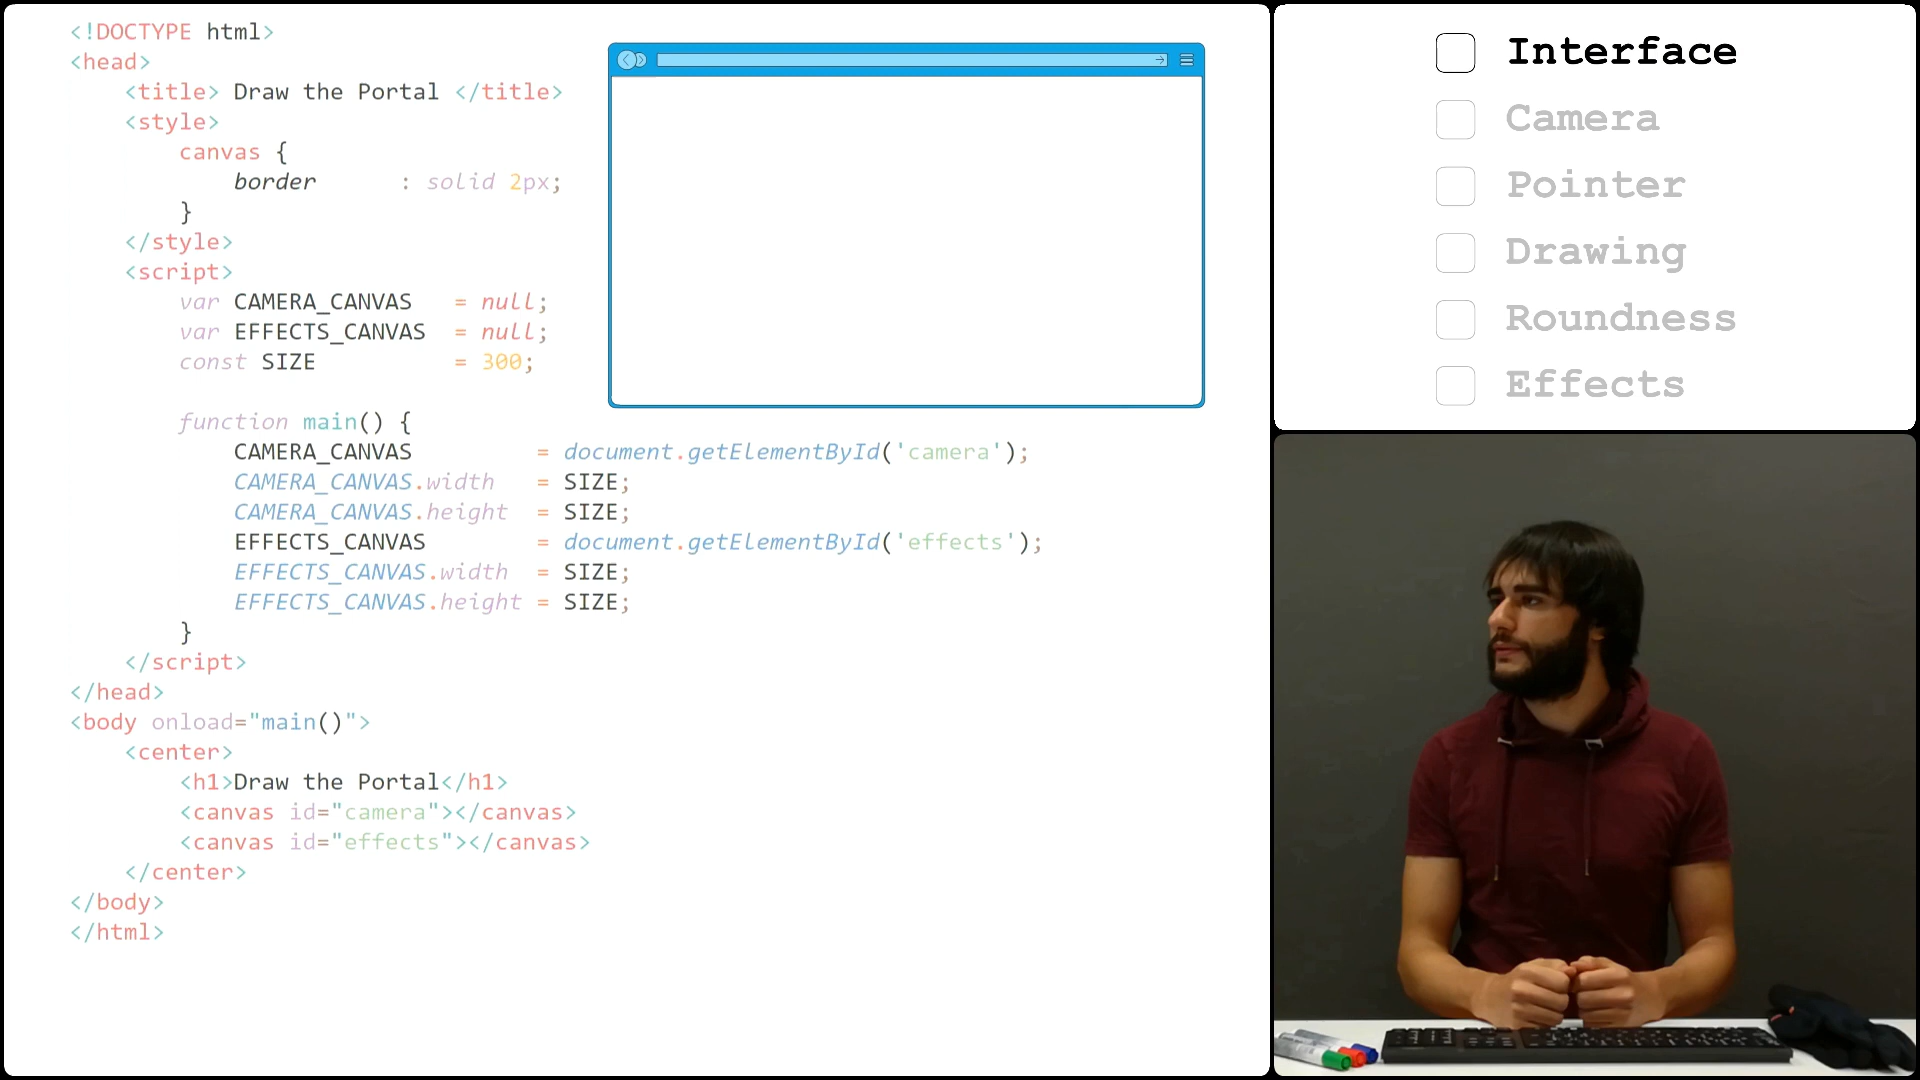 <!DOCTYPE html>
<head>
<title> Draw the Portal </title>
<style>
canvas {
border : solid 2px;
}
</style>
<script>
var CAMERA_CANVAS = null;
var EFFECTS_CANVAS = null;
const SIZE = 300;
function main() {
CAMERA_CANVAS = document.getElementById('camera');
CAMERA_CANVAS.width = SIZE;
CAMERA_CANVAS.height = SIZE;
EFFECTS_CANVAS = document.getElementById('effects');
EFFECTS_CANVAS.width = SIZE;
EFFECTS_CANVAS.height = SIZE;
}
</script>
</head>
<body onload="main()">
<center>
<h1>Draw the Portal</h1>
<canvas id="camera"></canvas>
<canvas id="effects"></canvas>
</center>
</body>
</html>
Interface
Camera
Pointer
Drawing
Roundness
Effects